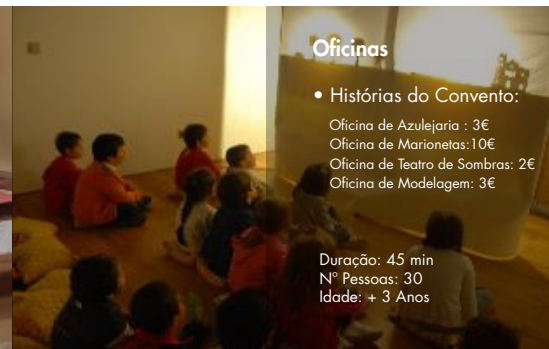 Oficinas
• Histórias do Convento:
Oficina de Azulejaria : 3€
Oficina de Marionetas:10€
Oficina de Teatro de Sombras: 2€
Oficina de Modelagem: 3€
Duração: 45 min
Nº Pessoas: 30
Idade: + 3 Anos